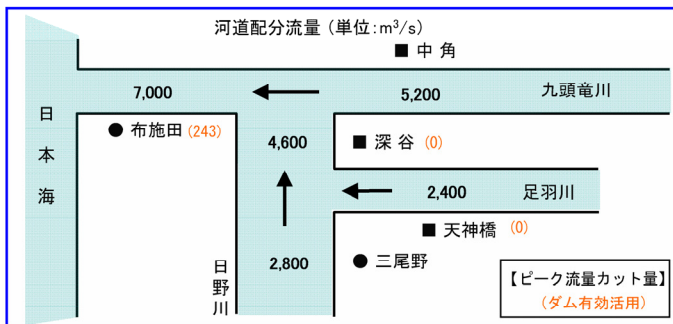 河道配分流量(単位:m³/s)
■ 中 角
7,000
5,200
九頭竜川
日本海
● 布施田 (243)
4,600
■ 深 谷 (0)
2,400
足羽川
■ 天神橋 (0)
2,800
● 三尾野
日野川
【ピーク流量カット量】
(ダム有効活用)